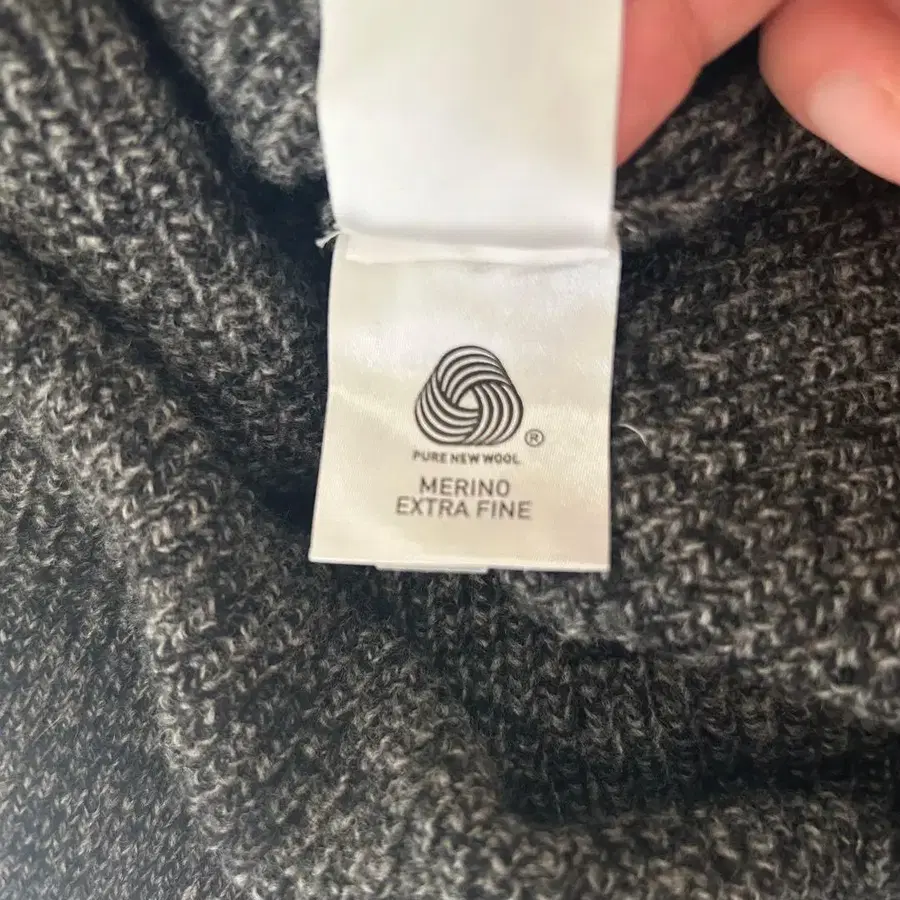 ®
PURE NEW WOOL
MERINO
EXTRA FINE